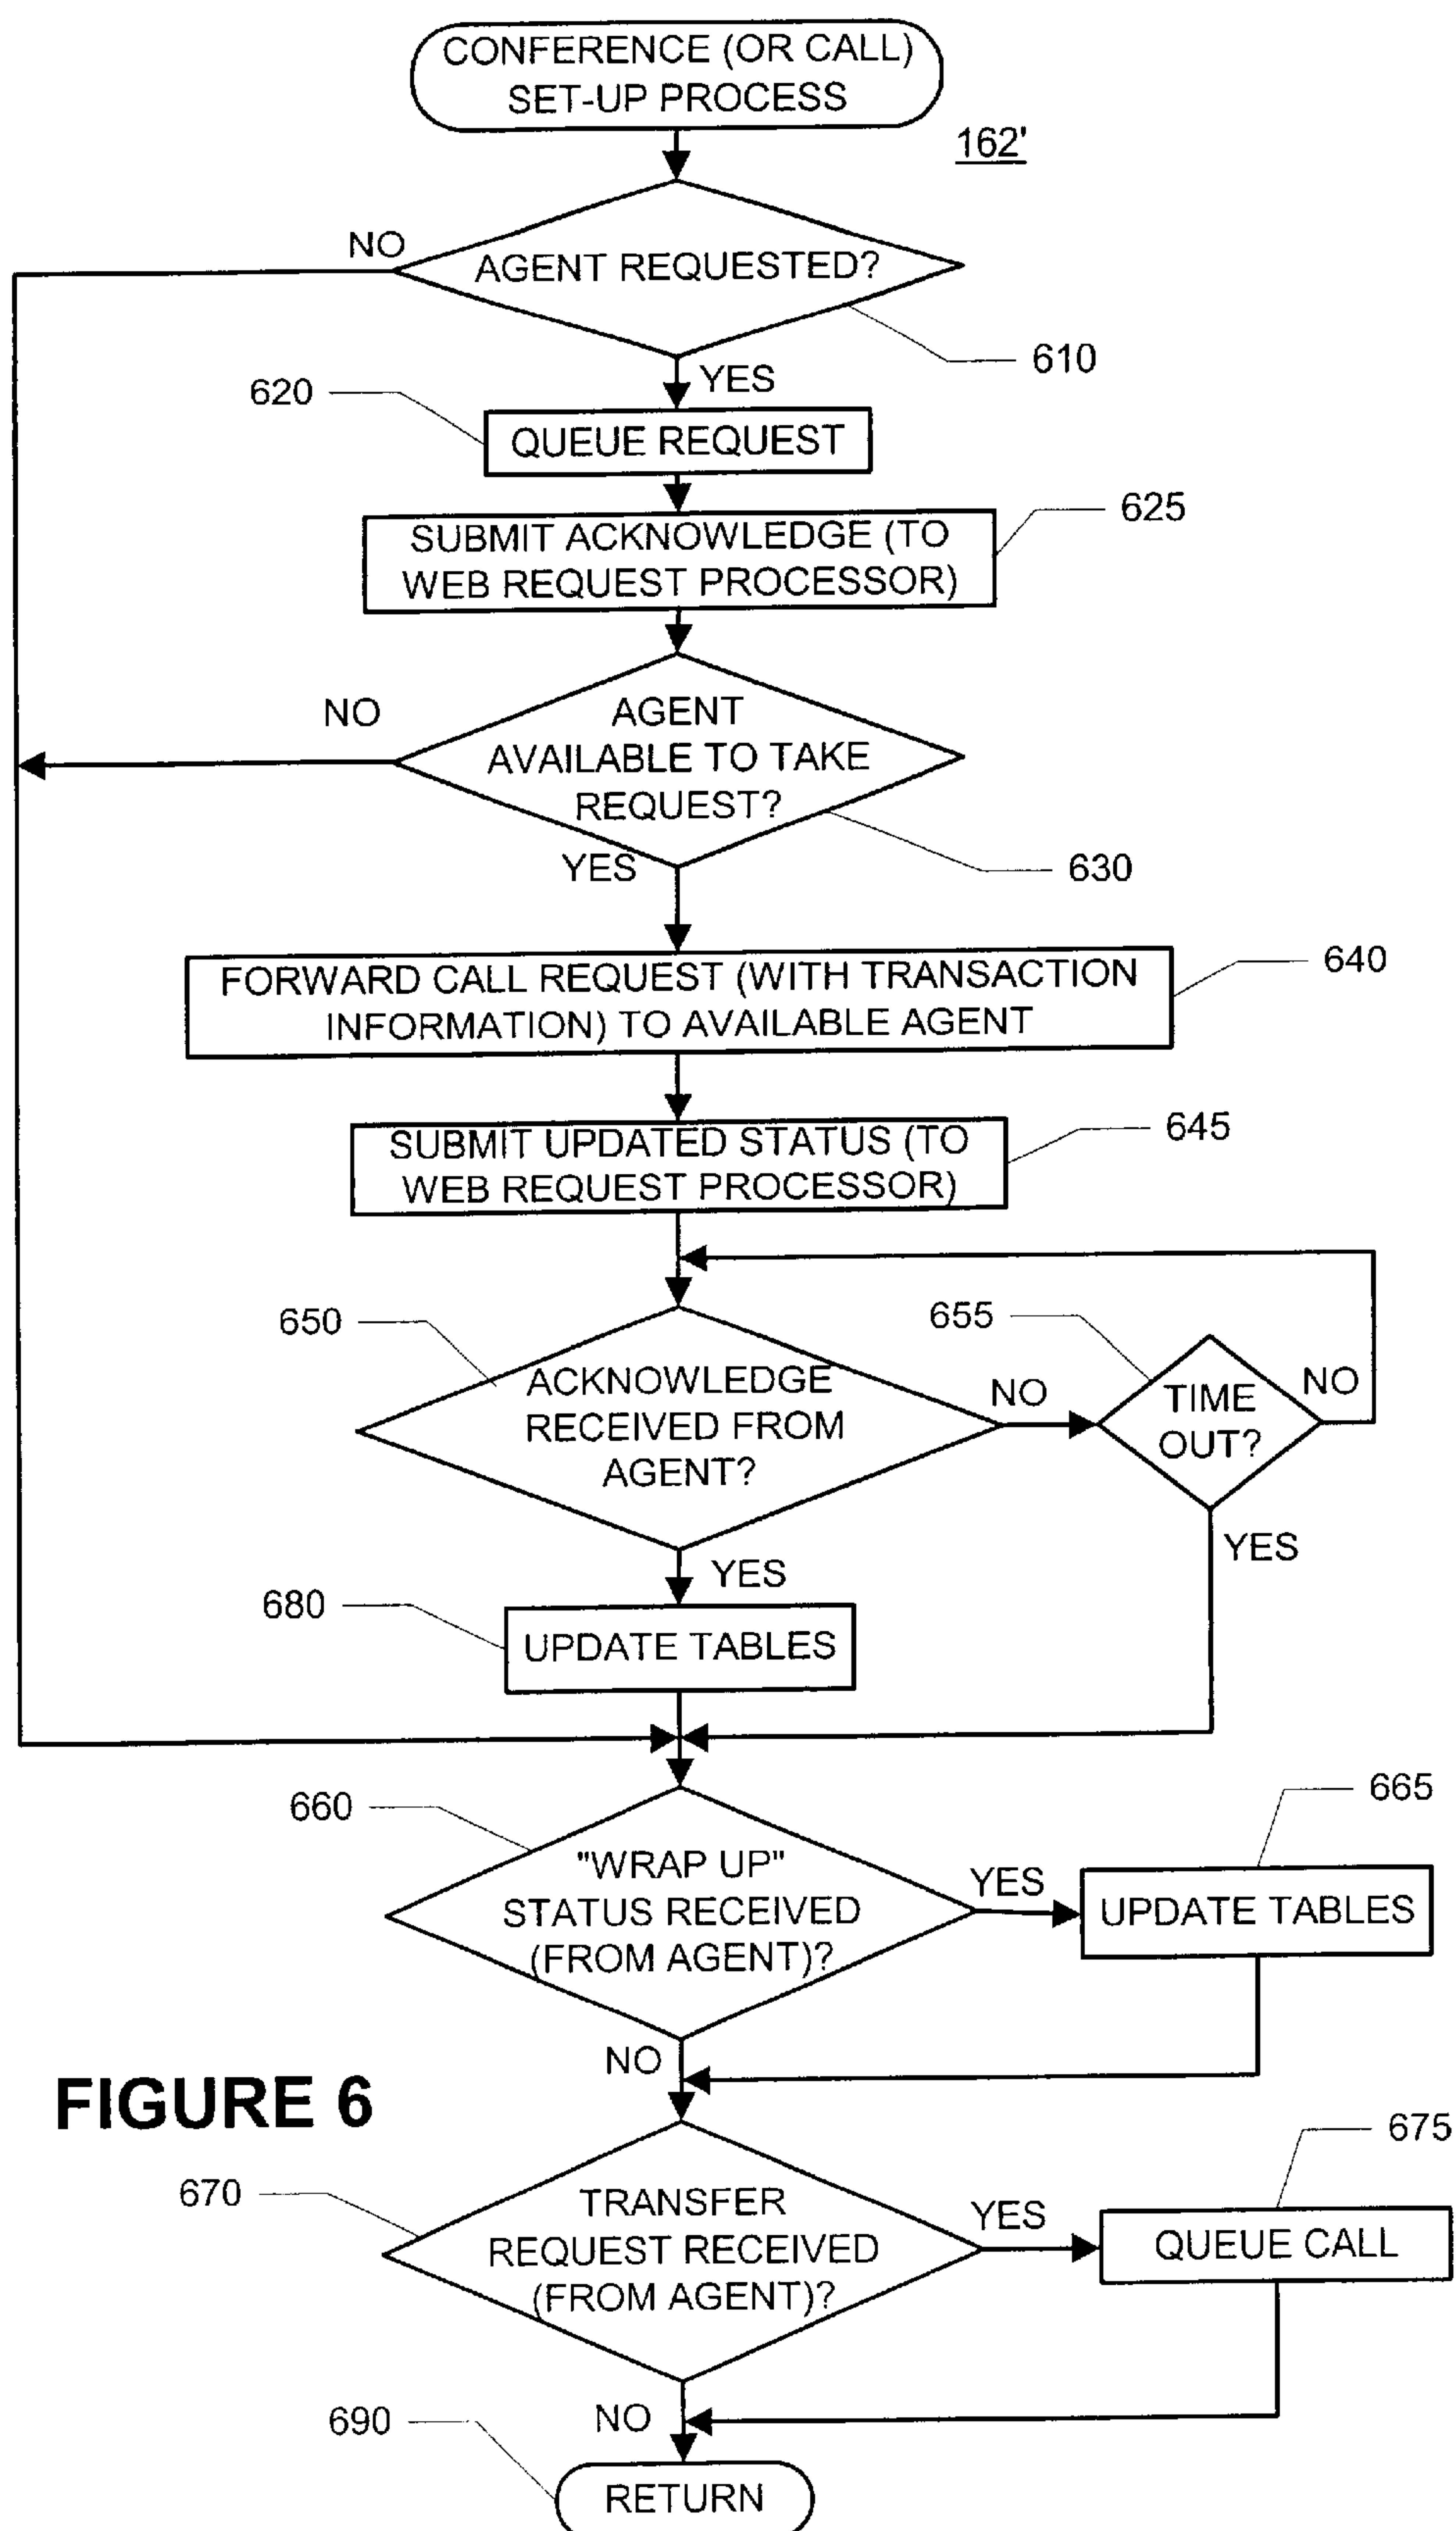 CONFERENCE (OR CALL)
SET-UP PROCESS
162'
NO
AGENT REQUESTED?
610
YES
620
QUEUE REQUEST
625
SUBMIT ACKNOWLEDGE (TO
WEB REQUEST PROCESSOR)
NO
AGENT
AVAILABLE TO TAKE
REQUEST?
YES
630
640
FORWARD CALL REQUEST (WITH TRANSACTION
INFORMATION) TO AVAILABLE AGENT
645
SUBMIT UPDATED STATUS (TO
WEB REQUEST PROCESSOR)
650
655
ACKNOWLEDGE
RECEIVED FROM
AGENT?
NO
TIME
OUT?
NO
YES
YES
680
UPDATE TABLES
660
665
"WRAP UP"
STATUS RECEIVED
(FROM AGENT)?
YES
UPDATE TABLES
NO
FIGURE 6
675
670
TRANSFER
REQUEST RECEIVED
(FROM AGENT)?
YES
QUEUE CALL
NO
690
RETURN